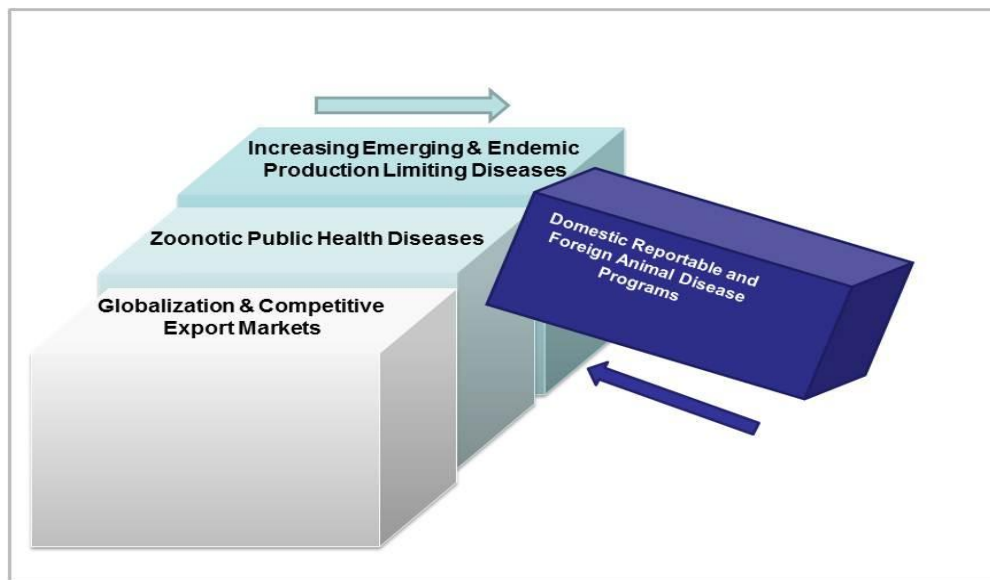 Increasing Emerging & Endemic
Production Limiting Diseases
Zoonotic Public Health Diseases
Globalization & Competitive
Export Markets
Domestic Reportable and
Foreign Animal Disease
Programs